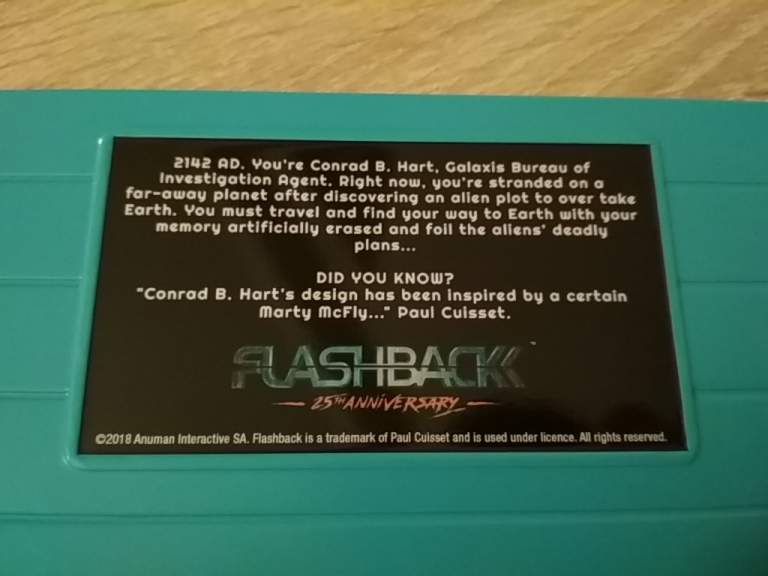 2142 AD. You're Conrad B. Hart, Galaxis Bureau of
Investigation Agent. Right now, you're stranded on a
far-away planet after discovering an alien plot to over take
Earth. You must travel and find your way to Earth with your
memory artificially erased and foil the aliens' deadly
plans...
DID YOU KNOW?
"Conrad B. Hart's design has been inspired by a certain
Marty McFly..." Paul Cuisset.
FLASHBACK™
25TH ANNIVERSARY
©2018 Anuman Interactive SA. Flashback is a trademark of Paul Cuisset and is used under licence. All rights reserved.